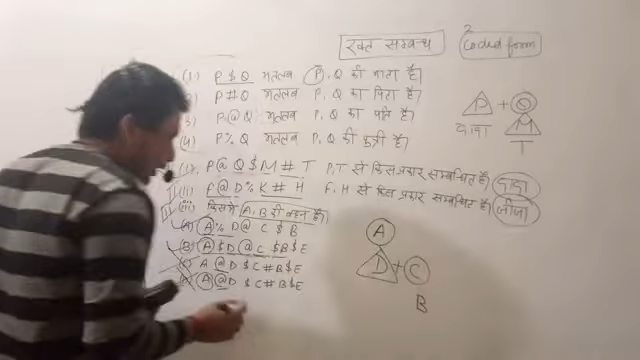 रक्त सम्बन्ध
2 Coded form
(1) P $ Q मतलब P, Q की माता है।
P # Q मतलब P, Q का पिता है।
3) P @ Q मतलब P, Q का पति है।
(4) P % Q मतलब P, Q की पुत्री है।
P + Q
दादा M
T
P @ Q $ M # T P, T से किस प्रकार सम्बन्धित है। दादा
(ii) F @ D % K # H F, H से किस प्रकार सम्बन्धित है। जीजा
(iii) किसमें A, B की बहन है।
A % D @ C $ B
A $ D @ C $ B $ E
A @ D $ C # B $ E
A @ D $ C # B $ E
A
D + C
B